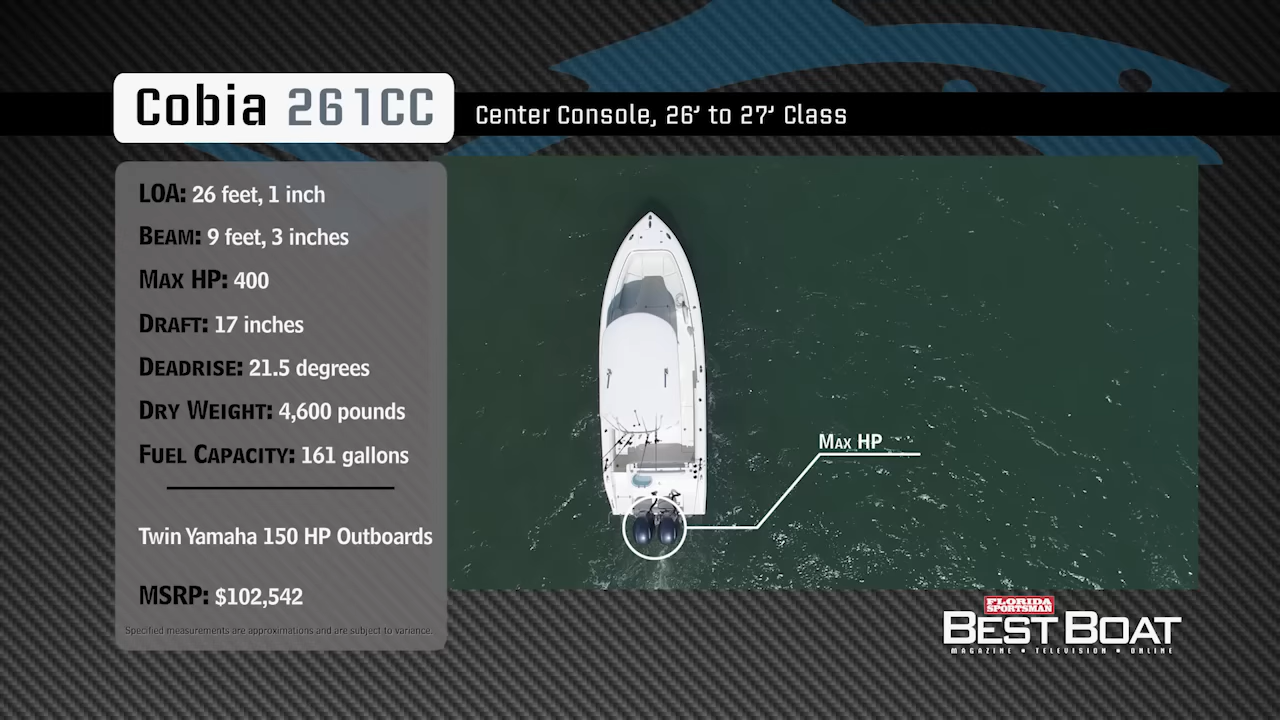 Cobia 261CC
Center Console, 26' to 27' Class
LOA: 26 feet, 1 inch
Beam: 9 feet, 3 inches
Max HP: 400
Draft: 17 inches
Deadrise: 21.5 degrees
Dry Weight: 4,600 pounds
Fuel Capacity: 161 gallons
Twin Yamaha 150 HP Outboards
MSRP: $102,542
Specified measurements are approximations and are subject to variance.
Max HP
FLORIDA
SPORTSMAN
BEST BOAT
MAGAZINE • TELEVISION • ONLINE